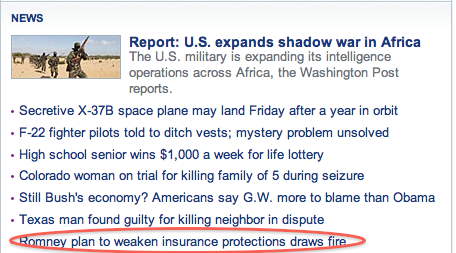 NEWS
Report: U.S. expands shadow war in Africa
The U.S. military is expanding its intelligence
operations across Africa, the Washington Post
reports.
• Secretive X-37B space plane may land Friday after a year in orbit
• F-22 fighter pilots told to ditch vests; mystery problem unsolved
• High school senior wins $1,000 a week for life lottery
• Colorado woman on trial for killing family of 5 during seizure
• Still Bush's economy? Americans say G.W. more to blame than Obama
• Texas man found guilty for killing neighbor in dispute
Romney plan to weaken insurance protections draws fire